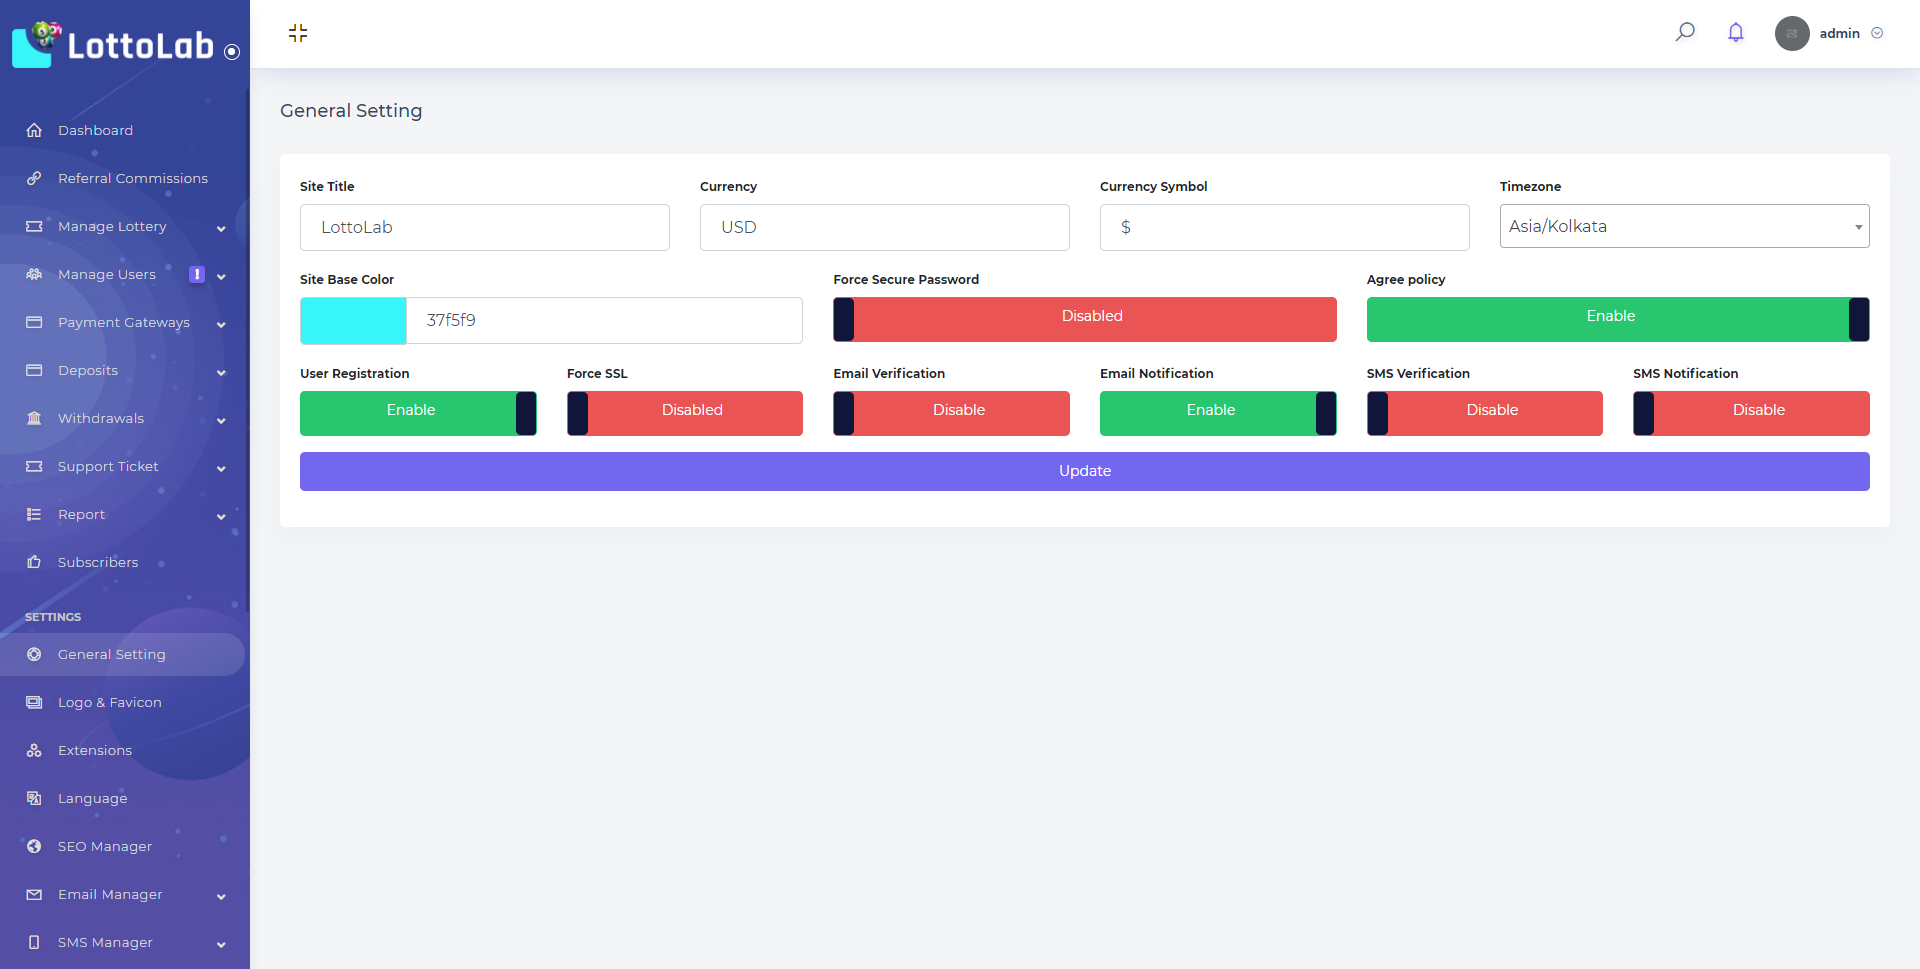 LottoLab
admin
Dashboard
Referral Commissions
Manage Lottery
Manage Users !
Payment Gateways
Deposits
Withdrawals
Support Ticket
Report
Subscribers
SETTINGS
General Setting
Logo & Favicon
Extensions
Language
SEO Manager
Email Manager
SMS Manager
General Setting
Site Title Currency Currency Symbol Timezone
LottoLab USD $ Asia/Kolkata
Site Base Color Force Secure Password Agree policy
37f5f9 Disabled Enable
User Registration Force SSL Email Verification Email Notification SMS Verification SMS Notification
Enable Disabled Disable Enable Disable Disable
Update